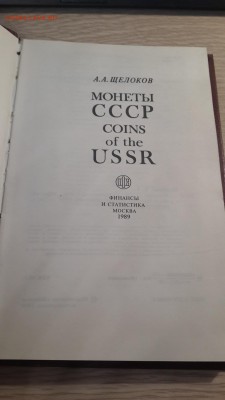 А. А. ЩЕЛОКОВ
МОНЕТЫ
СССР
COINS
of the
USSR
ФИНАНСЫ
И СТАТИСТИКА
МОСКВА
1989